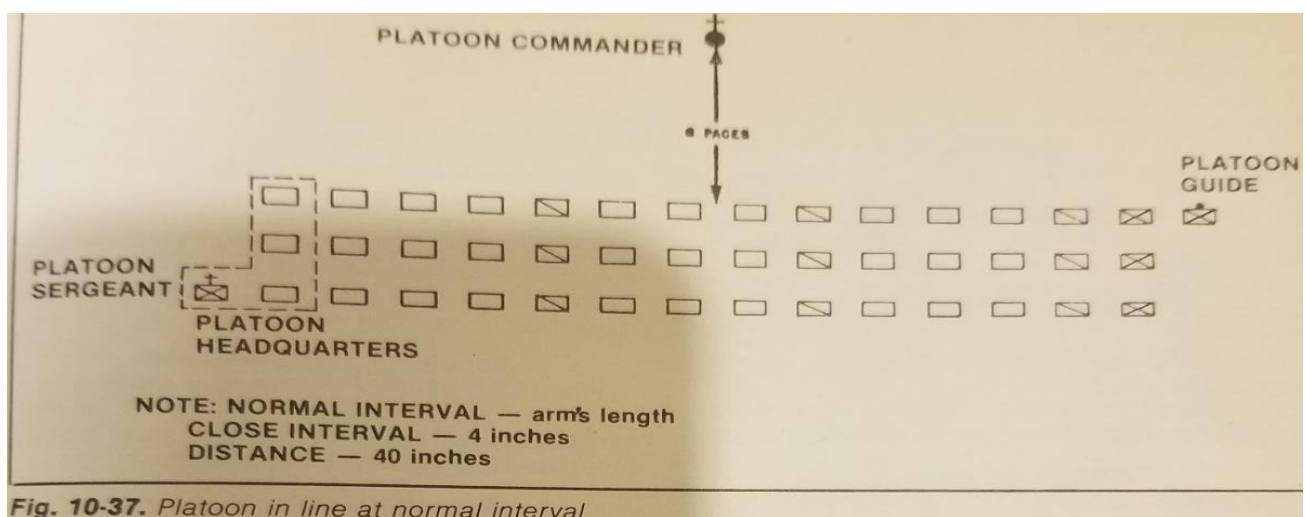 PLATOON COMMANDER
6 PACES
PLATOON
GUIDE
PLATOON
SERGEANT
PLATOON
HEADQUARTERS
NOTE: NORMAL INTERVAL — arm's length
CLOSE INTERVAL — 4 inches
DISTANCE — 40 inches
Fig. 10-37. Platoon in line at normal interval